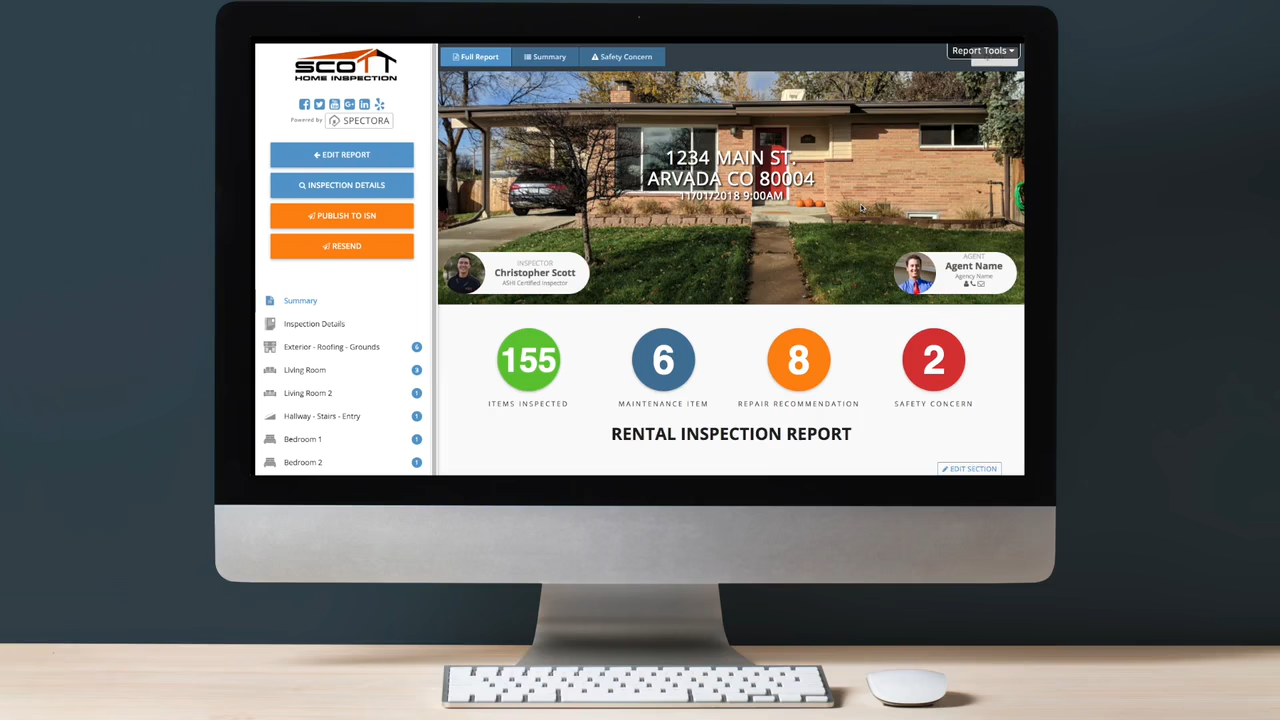 SCOTT
HOME INSPECTION
Powered by SPECTORA
EDIT REPORT
INSPECTION DETAILS
PUBLISH TO ISN
RESEND
Summary
Inspection Details
Exterior - Roofing - Grounds 6
Living Room 3
Living Room 2 1
Hallway - Stairs - Entry 1
Bedroom 1 1
Bedroom 2 1
Full Report Summary Safety Concern
Report Tools
1234 MAIN ST.
ARVADA CO 80004
11/01/2018 9:00AM
INSPECTOR
Christopher Scott
ASHI Certified Inspector
AGENT
Agent Name
Agency Name
155 6 8 2
ITEMS INSPECTED MAINTENANCE ITEM REPAIR RECOMMENDATION SAFETY CONCERN
RENTAL INSPECTION REPORT
EDIT SECTION